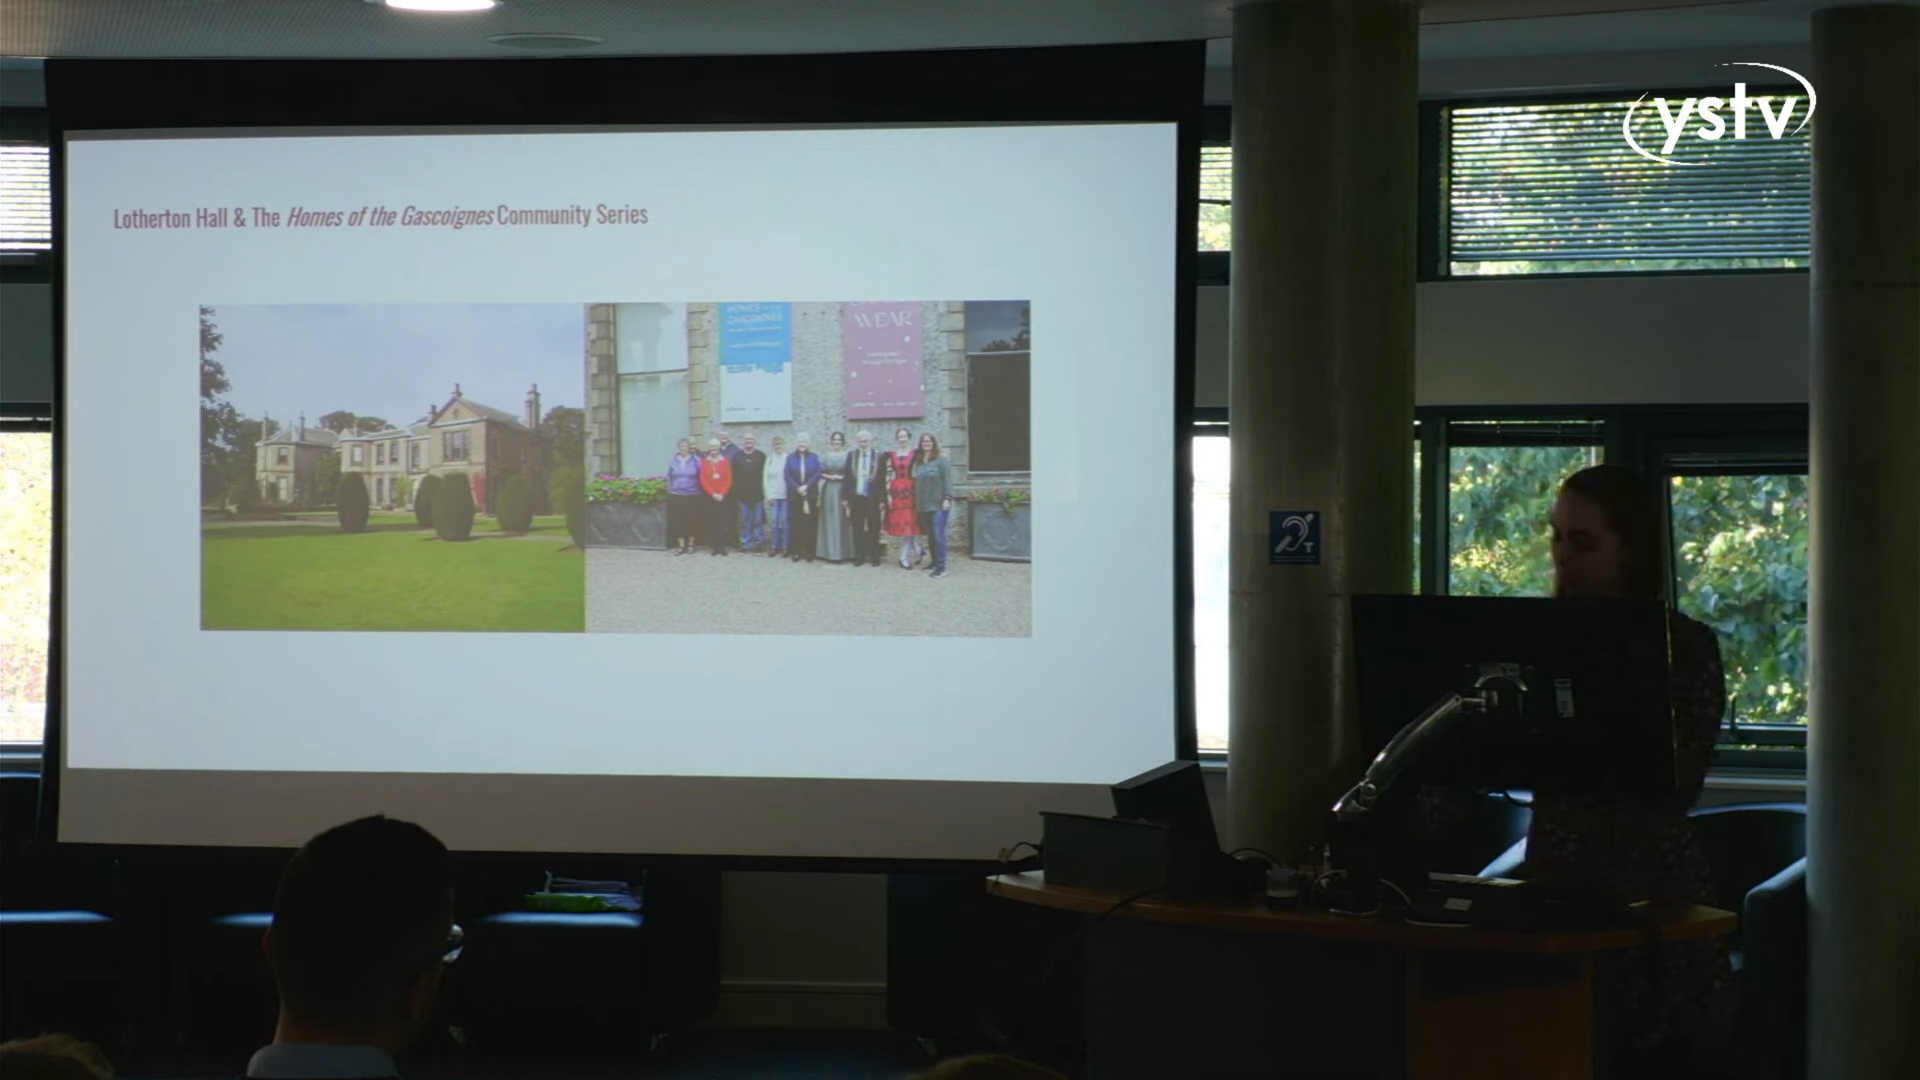 ystv
Lotherton Hall & The Homes of the Gascoignes Community Series
HOMES OF THE
GASCOIGNES
WEAR
T